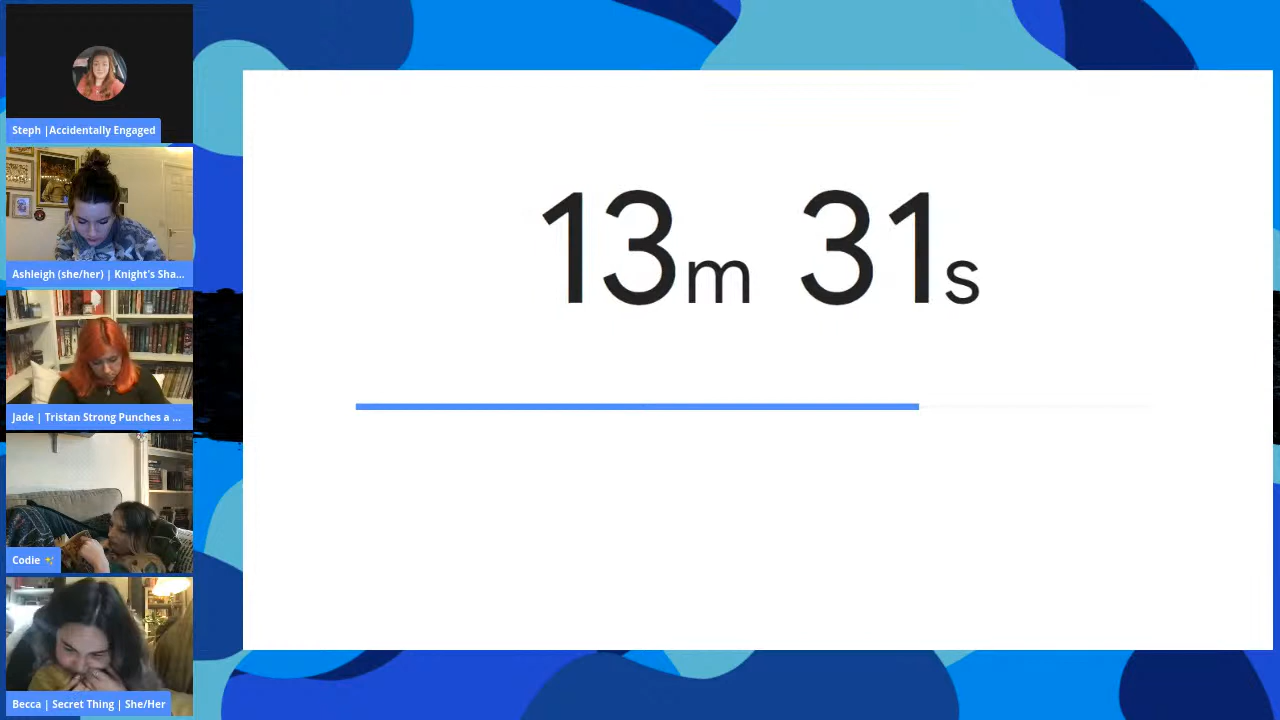 Steph |Accidentally Engaged
Ashleigh (she/her) | Knight's Sha...
Jade | Tristan Strong Punches a ...
Codie ✨
Becca | Secret Thing | She/Her
13m 31s